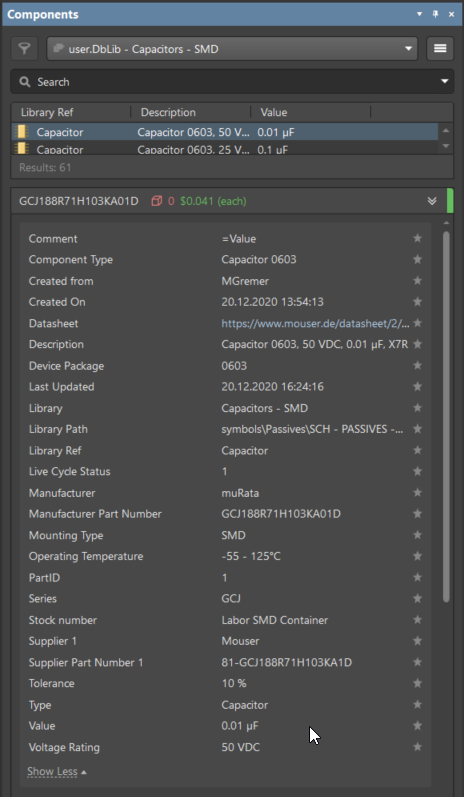 Components
user.DbLib - Capacitors - SMD
Search
Library Ref Description Value
Capacitor Capacitor 0603, 50 V... 0.01 µF
Capacitor Capacitor 0603, 25 V... 0.1 µF
Results: 61
GCJ188R71H103KA01D 0 $0.041 (each)
Comment =Value
Component Type Capacitor 0603
Created from MGremer
Created On 20.12.2020 13:54:13
Datasheet https://www.mouser.de/datasheet/2/...
Description Capacitor 0603, 50 VDC, 0.01 µF, X7R
Device Package 0603
Last Updated 20.12.2020 16:24:16
Library Capacitors - SMD
Library Path symbols\Passives\SCH - PASSIVES -...
Library Ref Capacitor
Live Cycle Status 1
Manufacturer muRata
Manufacturer Part Number GCJ188R71H103KA01D
Mounting Type SMD
Operating Temperature -55 - 125°C
PartID 1
Series GCJ
Stock number Labor SMD Container
Supplier 1 Mouser
Supplier Part Number 1 81-GCJ188R71H103KA1D
Tolerance 10 %
Type Capacitor
Value 0.01 µF
Voltage Rating 50 VDC
Show Less